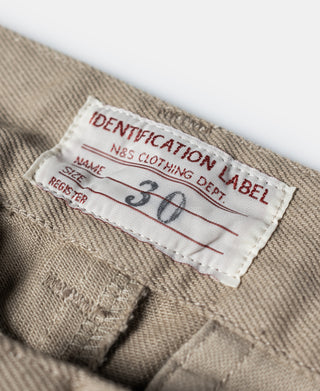 IDENTIFICATION LABEL
N&S CLOTHING DEPT.
NAME
SIZE 30
REGISTER